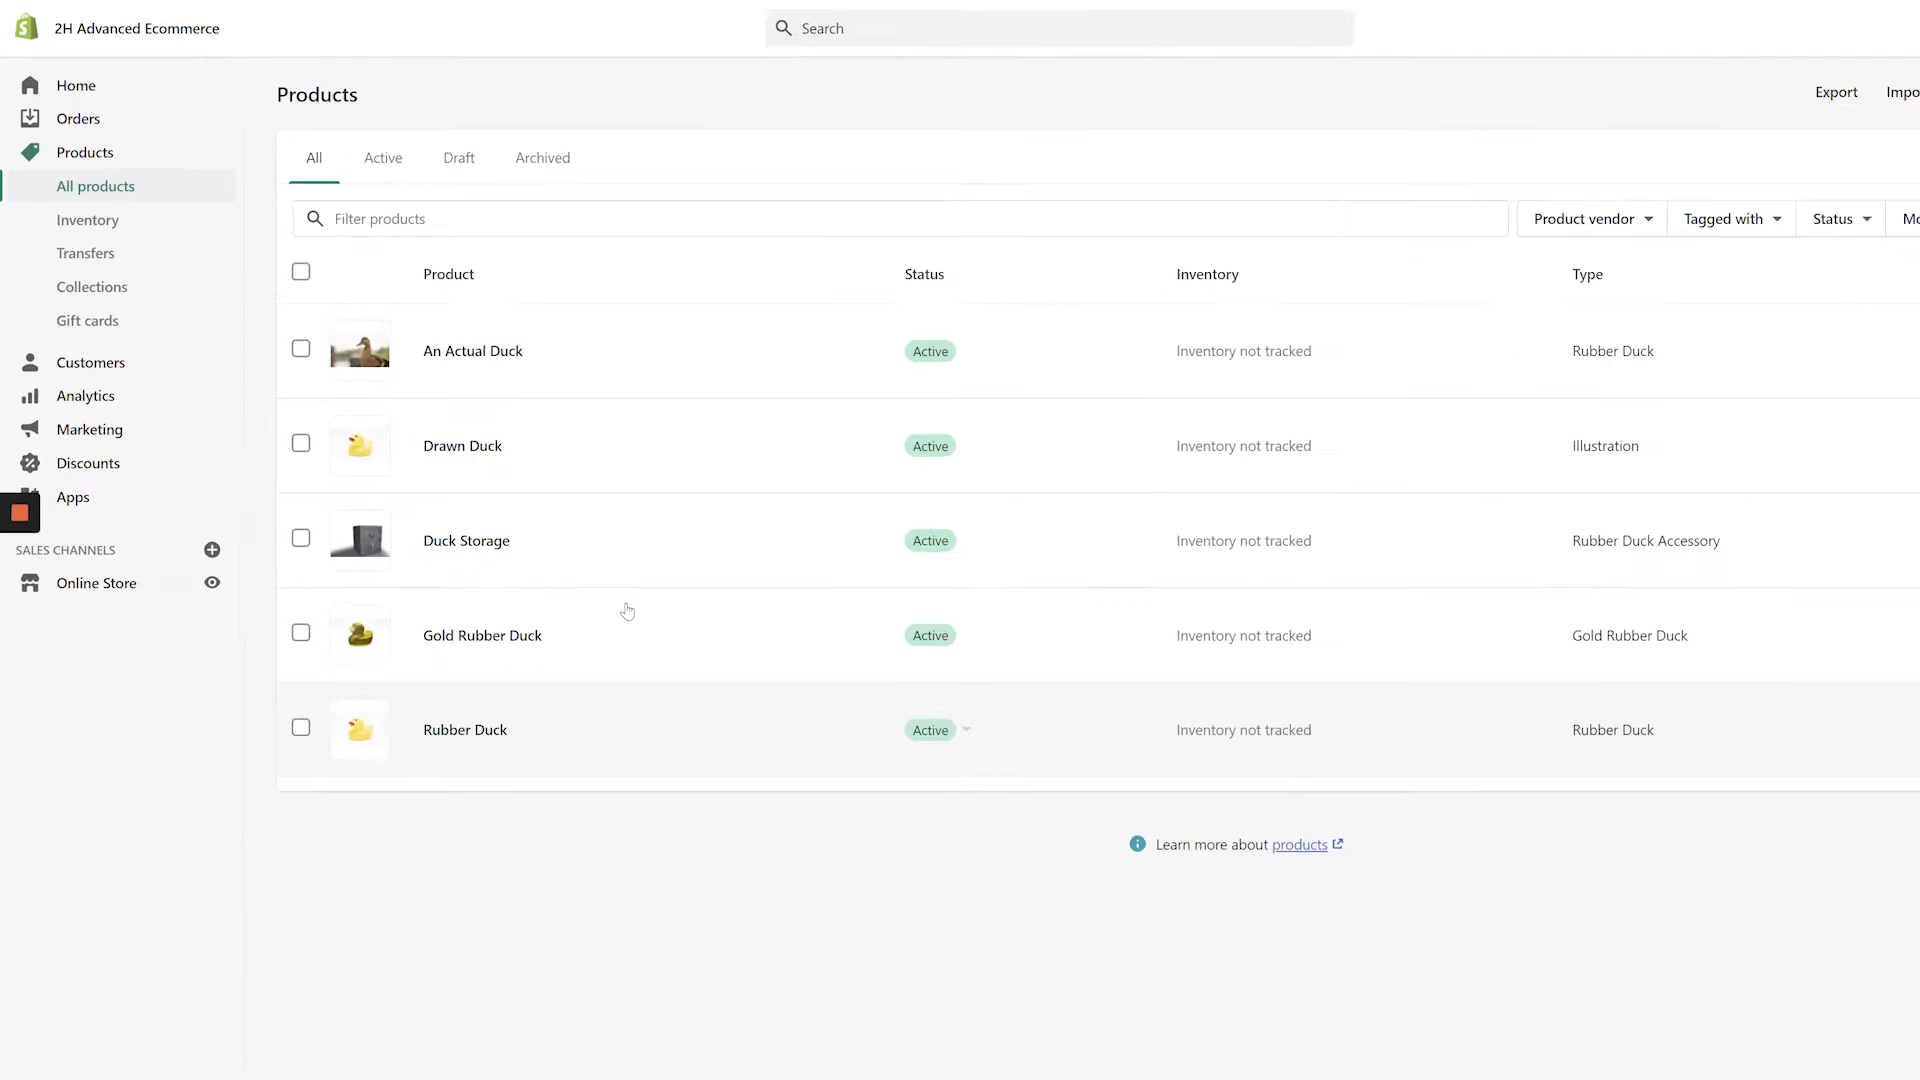 2H Advanced Ecommerce
Search
Home
Orders
Products
All products
Inventory
Transfers
Collections
Gift cards
Customers
Analytics
Marketing
Discounts
Apps
SALES CHANNELS
Online Store
Products
Export Impo
All Active Draft Archived
Filter products
Product vendor Tagged with Status Mo
Product Status Inventory Type
An Actual Duck Active Inventory not tracked Rubber Duck
Drawn Duck Active Inventory not tracked Illustration
Duck Storage Active Inventory not tracked Rubber Duck Accessory
Gold Rubber Duck Active Inventory not tracked Gold Rubber Duck
Rubber Duck Active Inventory not tracked Rubber Duck
Learn more about products